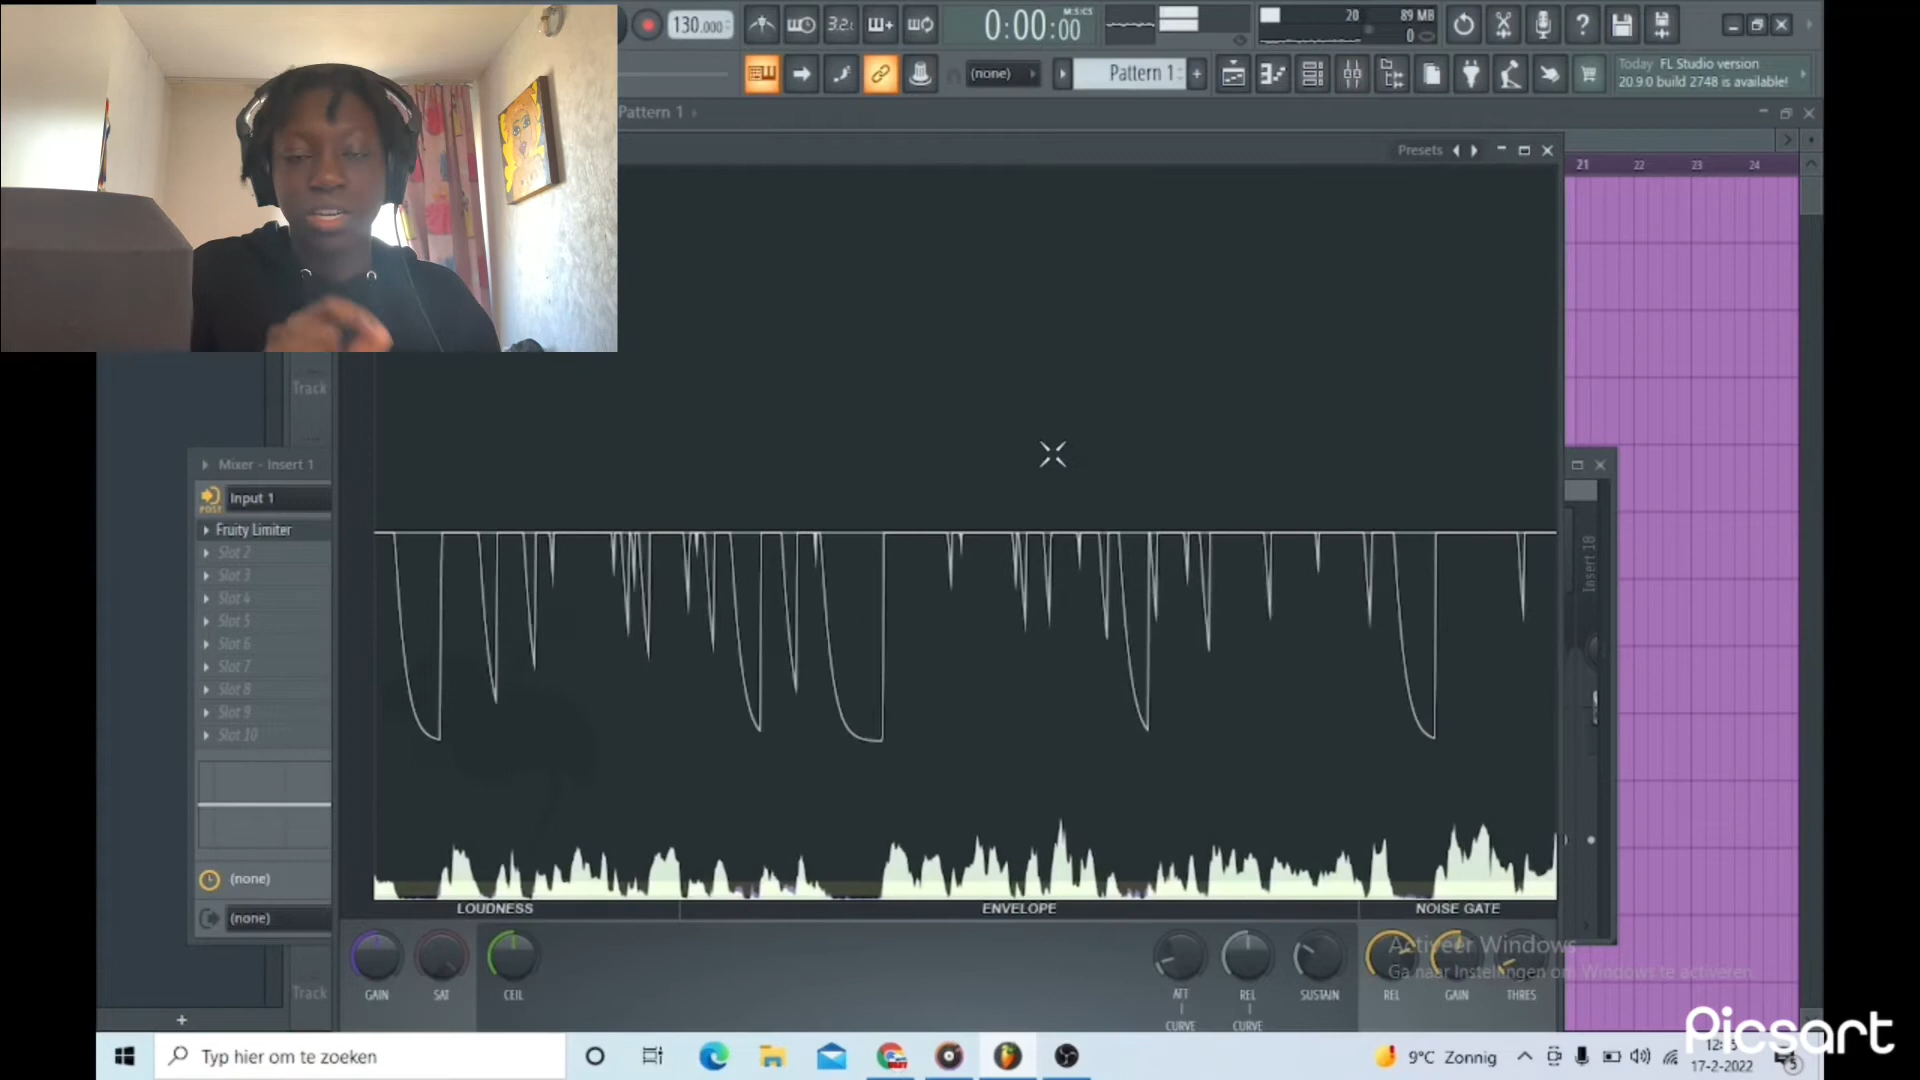 130.000
3.2.
0:00:00
M:S:CS
20
89 MB
0
(none)
Pattern 1
+
Today FL Studio version
20.9.0 build 2748 is available!
Pattern 1
Presets
21 22 23 24
Track
Mixer - Insert 1
POST
Input 1
Fruity Limiter
Slot 2
Slot 3
Slot 4
Slot 5
Slot 6
Slot 7
Slot 8
Slot 9
Slot 10
(none)
(none)
Insert 18
LOUDNESS
ENVELOPE
NOISE GATE
GAIN
SAT
CEIL
ATT
CURVE
REL
CURVE
SUSTAIN
REL
GAIN
THRES
Activeer Windows
Ga naar Instellingen om Windows te activeren.
Track
+
Picsart
Typ hier om te zoeken
9°C Zonnig
17-2-2022
5